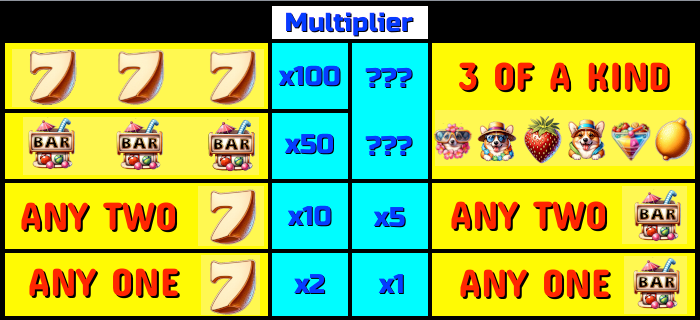 Multiplier
7 7 7 x100 ??? 3 OF A KIND
BAR BAR BAR x50 ???
ANY TWO 7 x10 x5 ANY TWO BAR
ANY ONE 7 x2 x1 ANY ONE BAR